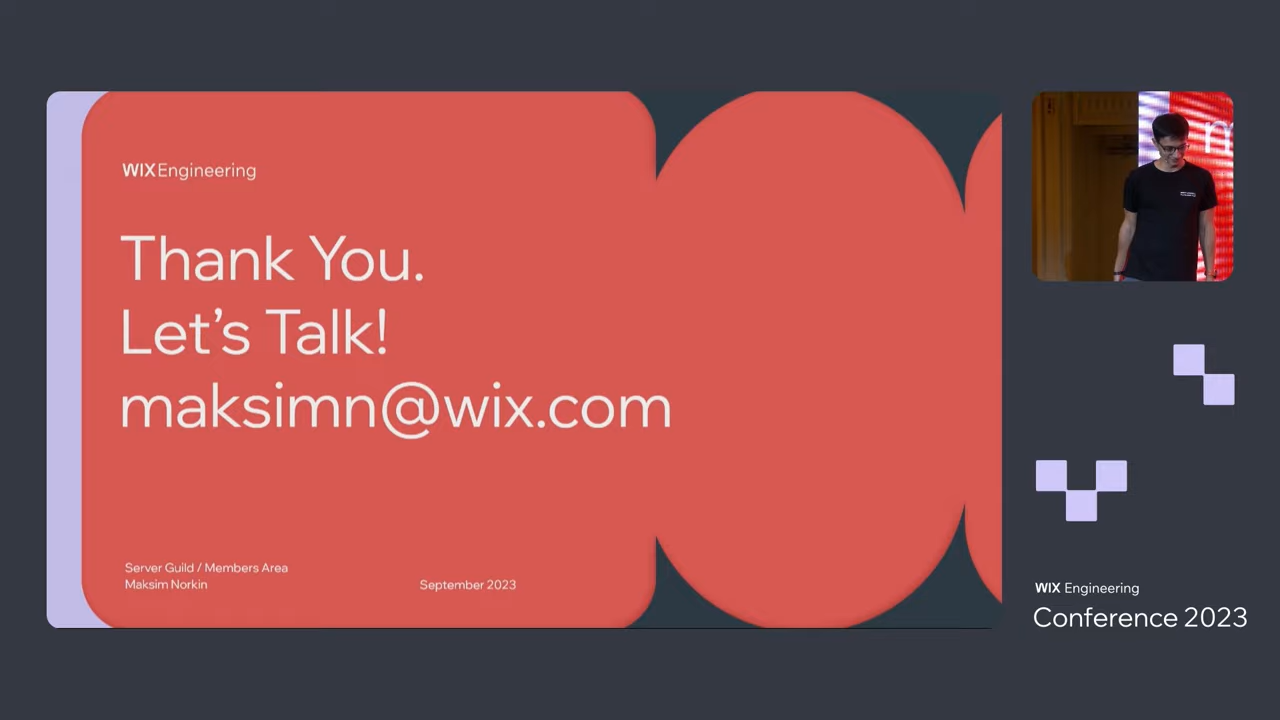 WIX Engineering
Thank You.
Let's Talk!
maksimn@wix.com
Server Guild / Members Area
Maksim Norkin
September 2023
WIX Engineering
Conference 2023